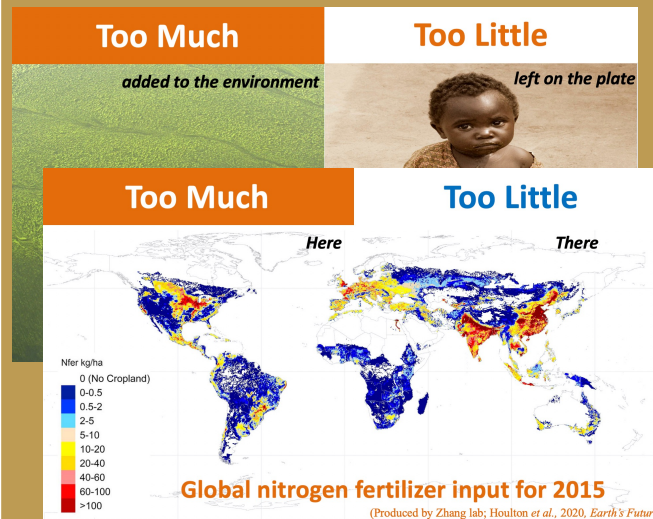 Too Much
Too Little
added to the environment
left on the plate
Too Much
Too Little
Here
There
Nfer kg/ha
0 (No Cropland)
0-0.5
0.5-2
2-5
5-10
10-20
20-40
40-60
60-100
>100
Global nitrogen fertilizer input for 2015
(Produced by Zhang lab; Houlton et al., 2020, Earth's Futur